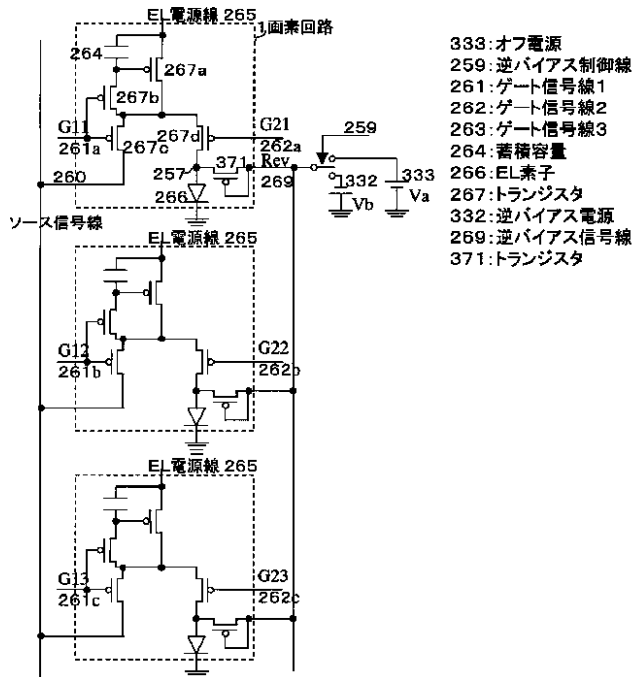 EL電源線 265
1画素回路
264
267a
267b
G11
261a
267c
267d
G21
262a
257
371
Rev
269
260
266
259
332
Vb
333
Va
ソース信号線
EL電源線 265
G12
261b
G22
262b
EL電源線 265
G13
261c
G23
262c
333:オフ電源
259:逆バイアス制御線
261:ゲート信号線1
262:ゲート信号線2
263:ゲート信号線3
264:蓄積容量
266:EL素子
267:トランジスタ
332:逆バイアス電源
269:逆バイアス信号線
371:トランジスタ